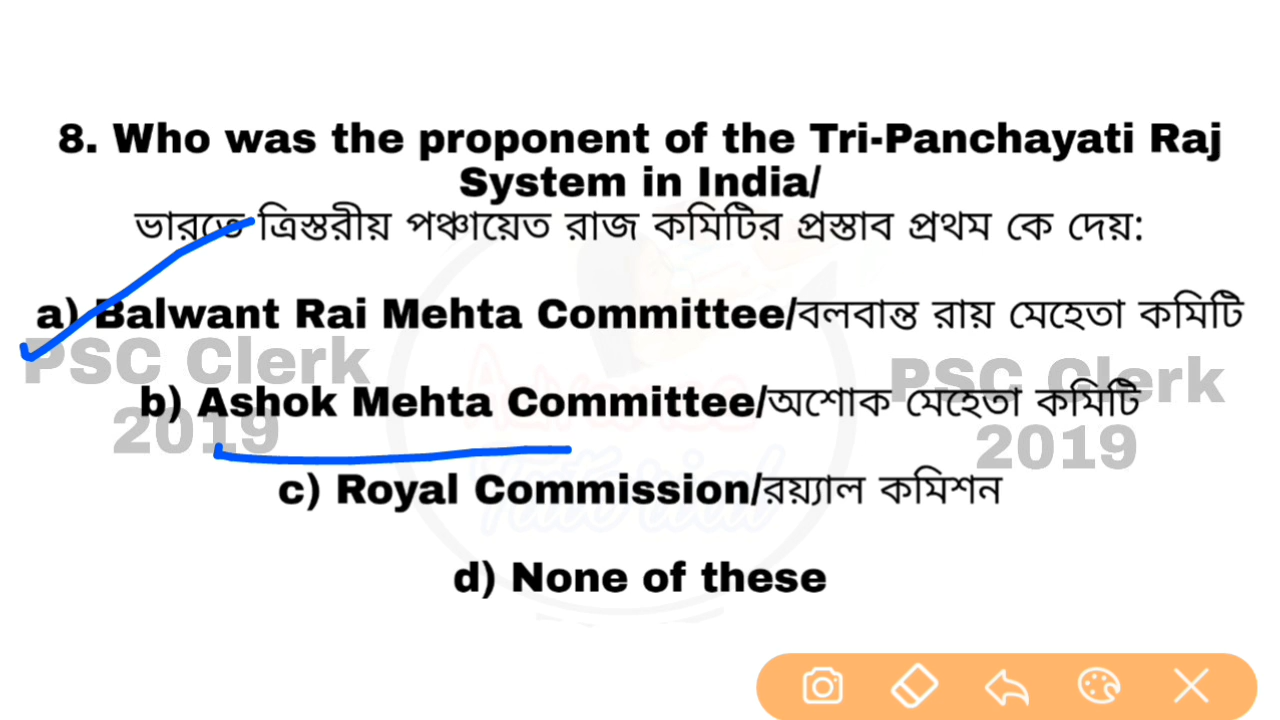 8. Who was the proponent of the Tri-Panchayati Raj
System in India/
ভারতে ত্রিস্তরীয় পঞ্চায়েত রাজ কমিটির প্রস্তাব প্রথম কে দেয়:
a) Balwant Rai Mehta Committee/বলবান্ত রায় মেহেতা কমিটি
PSC Clerk
2019
PSC Clerk
2019
b) Ashok Mehta Committee/অশোক মেহেতা কমিটি
c) Royal Commission/রয়্যাল কমিশন
d) None of these